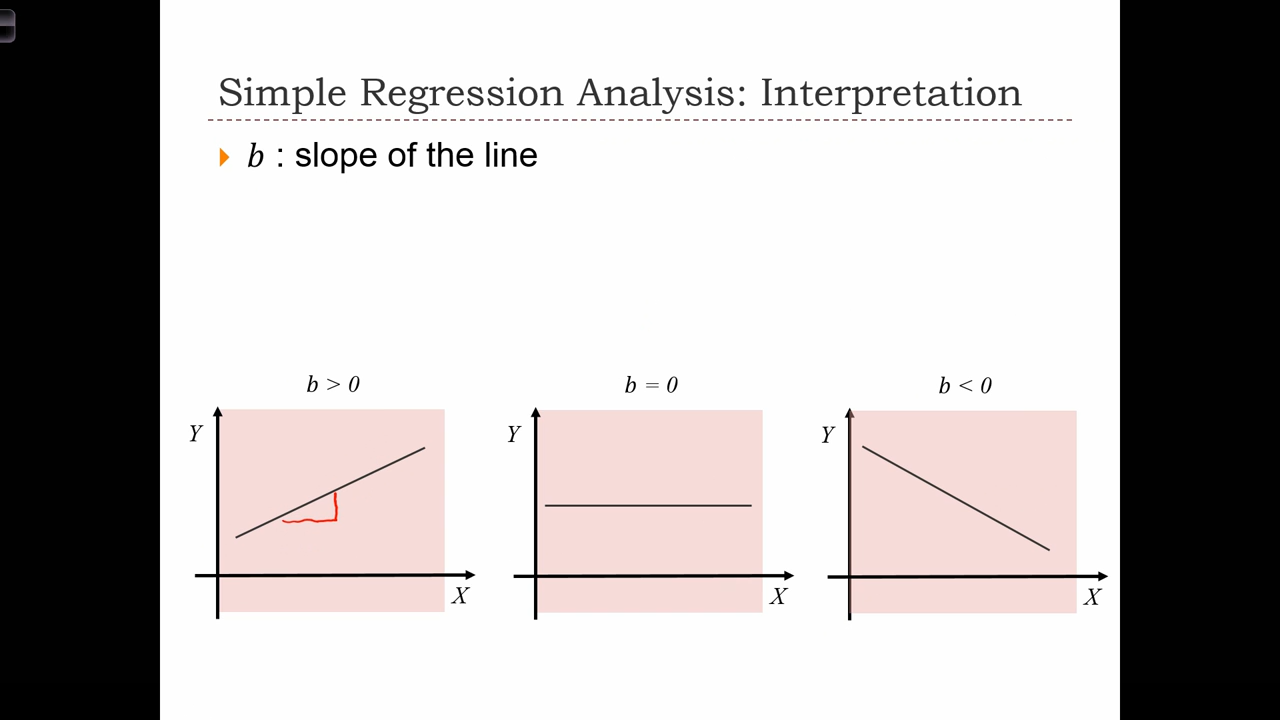 Simple Regression Analysis: Interpretation
b : slope of the line
b > 0
b = 0
b < 0
Y
Y
Y
X
X
X